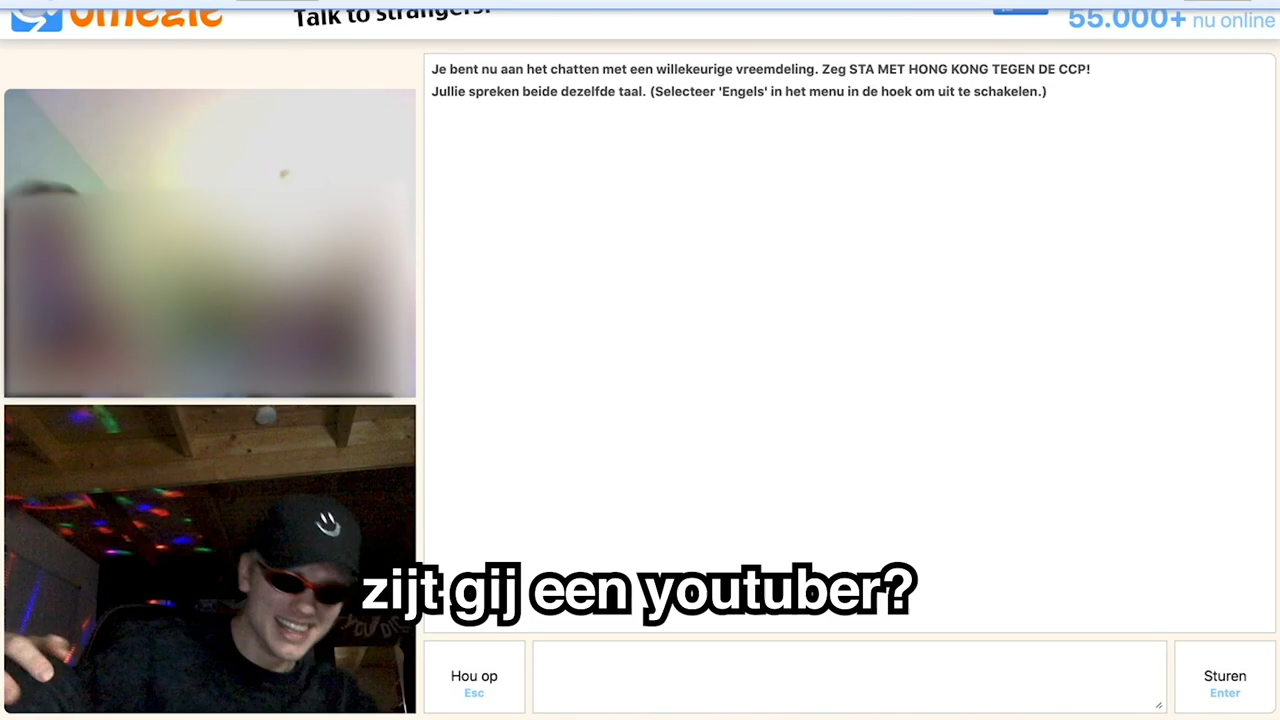 omegle
Talk to strangers!
55.000+ nu online
Je bent nu aan het chatten met een willekeurige vreemdeling. Zeg STA MET HONG KONG TEGEN DE CCP!
Jullie spreken beide dezelfde taal. (Selecteer 'Engels' in het menu in de hoek om uit te schakelen.)
zijt gij een youtuber?
Hou op
Esc
Sturen
Enter